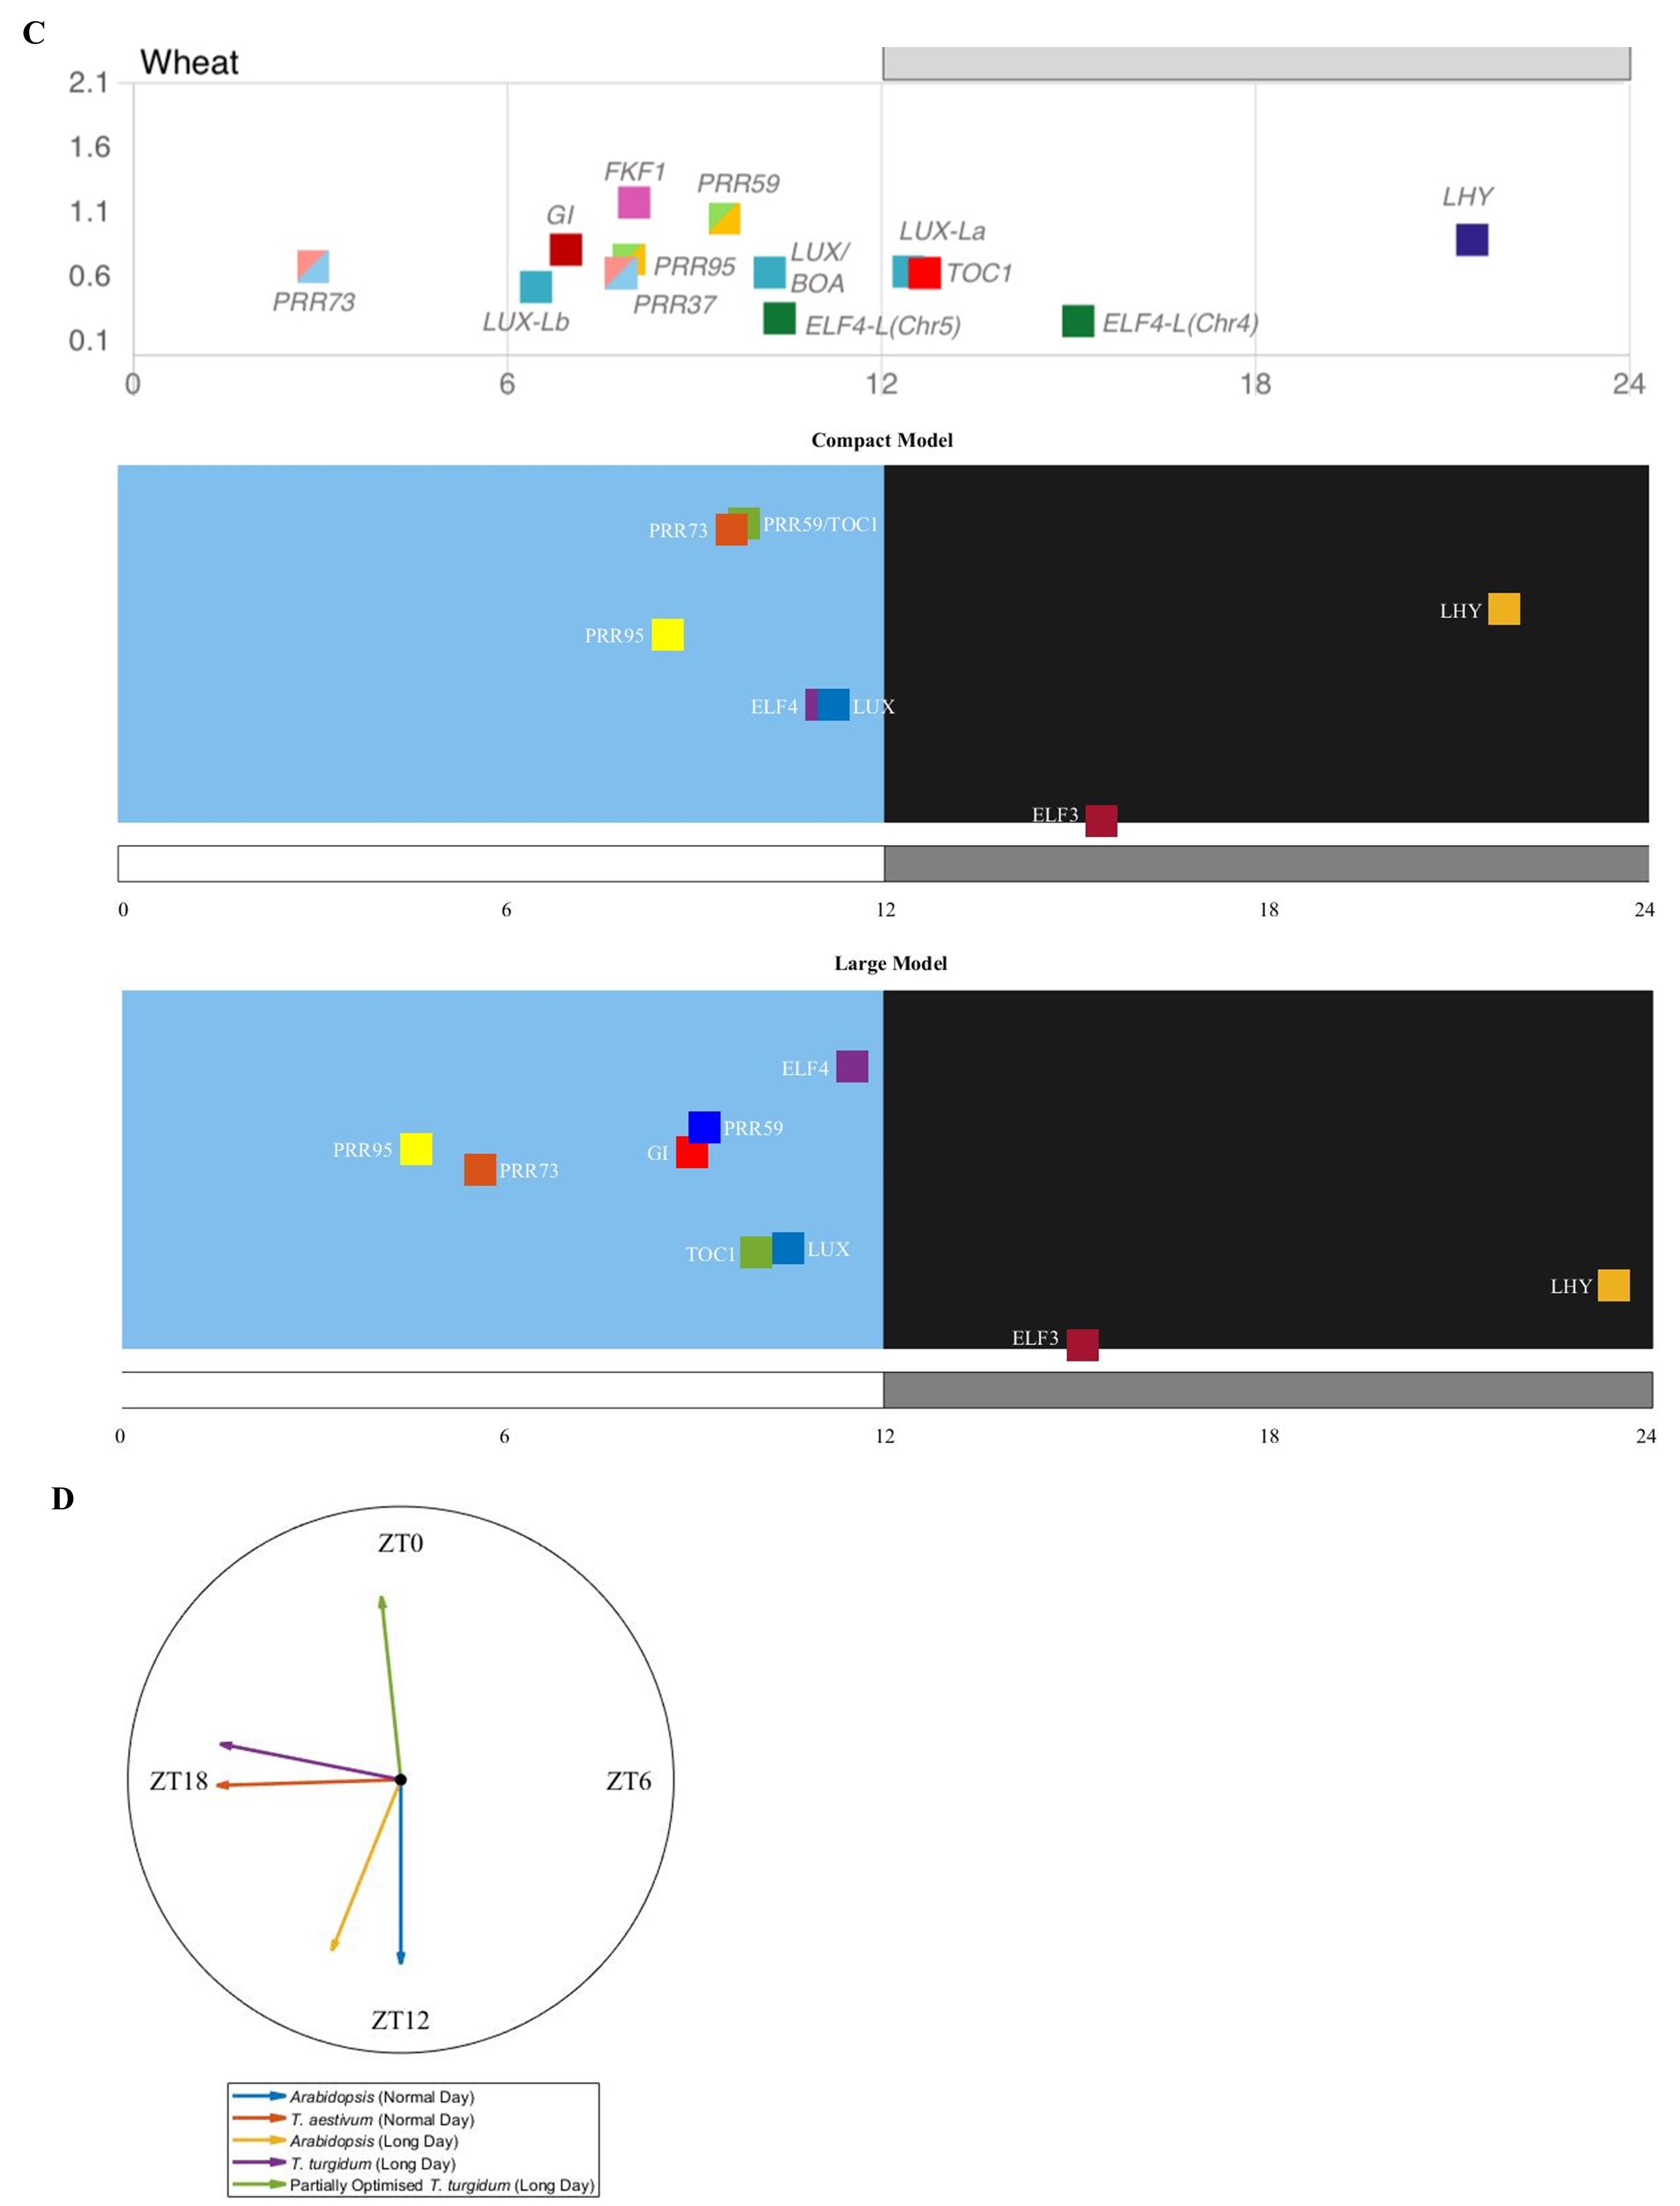 C
Wheat
2.1
1.6
1.1
0.6
0.1
FKF1
PRR59
LHY
GI
LUX-La
LUX/
BOA
PRR95
TOC1
PRR73
PRR37
LUX-Lb
ELF4-L(Chr5)
ELF4-L(Chr4)
0 6 12 18 24
Compact Model
PRR73 PRR59/TOC1
LHY
PRR95
ELF4 LUX
ELF3
0 6 12 18 24
Large Model
ELF4
PRR59
PRR95 GI
PRR73
TOC1 LUX
LHY
ELF3
0 6 12 18 24
D
ZT0
ZT18 ZT6
ZT12
Arabidopsis (Normal Day)
T. aestivum (Normal Day)
Arabidopsis (Long Day)
T. turgidum (Long Day)
Partially Optimised T. turgidum (Long Day)